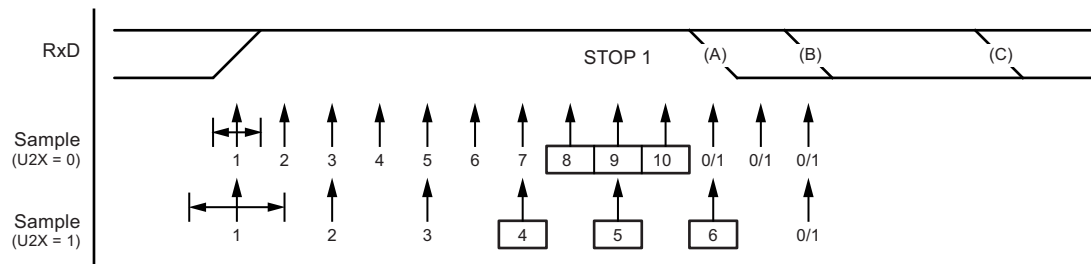 RxD STOP 1 (A) (B) (C)
Sample
(U2X = 0)
1 2 3 4 5 6 7 8 9 10 0/1 0/1 0/1
Sample
(U2X = 1)
1 2 3 4 5 6 0/1